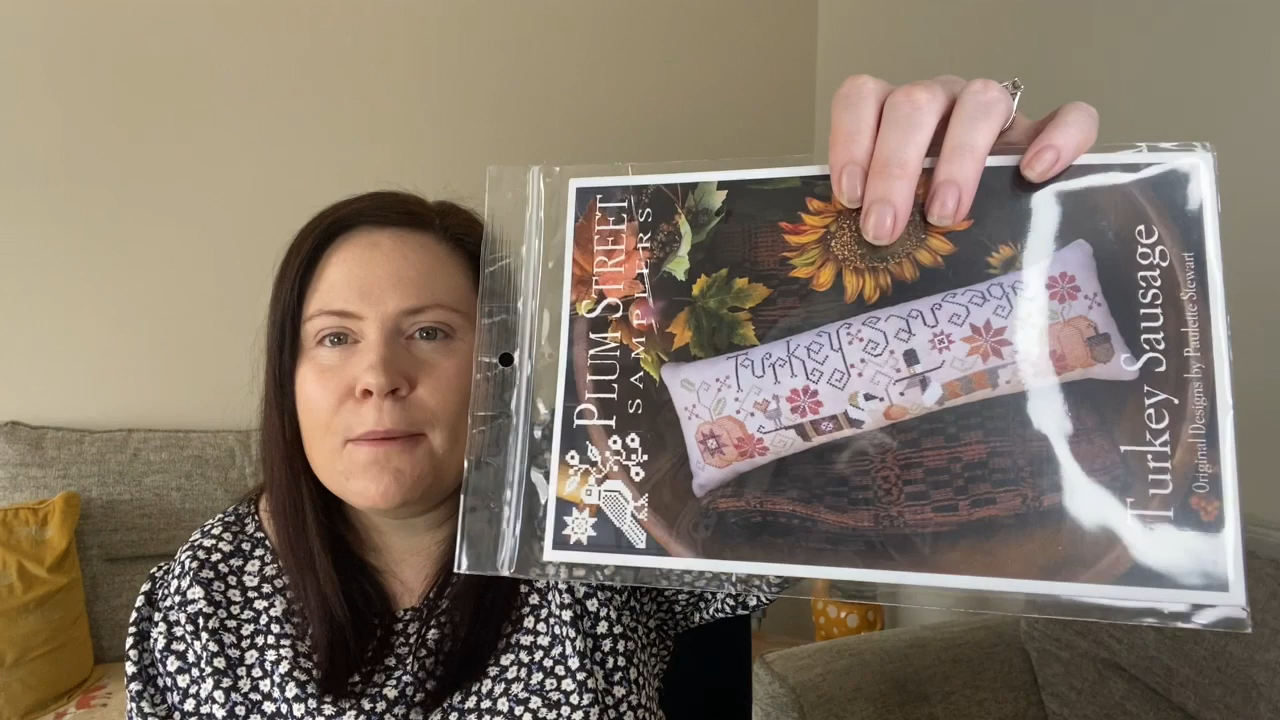 PLUM STREET
SAMPLERS
Turkey Sausage
Turkey Sausage
Original Designs by Paulette Stewart